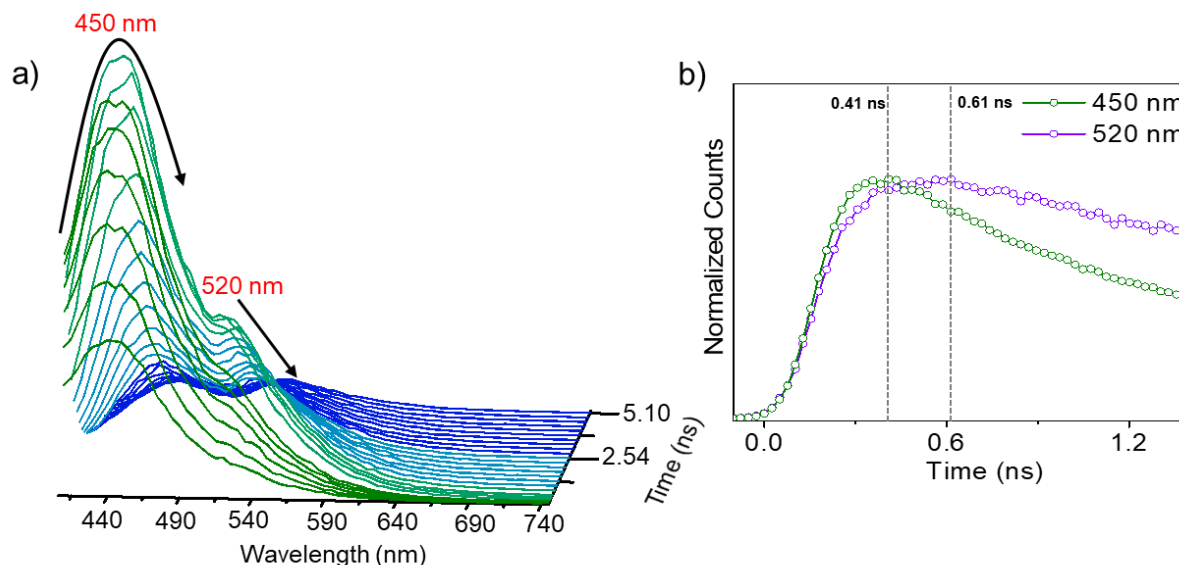 a)
450 nm
520 nm
5.10
2.54
Time (ns)
440 490 540 590 640 690 740
Wavelength (nm)
b)
0.41 ns 0.61 ns
450 nm
520 nm
Normalized Counts
0.0 0.6 1.2
Time (ns)